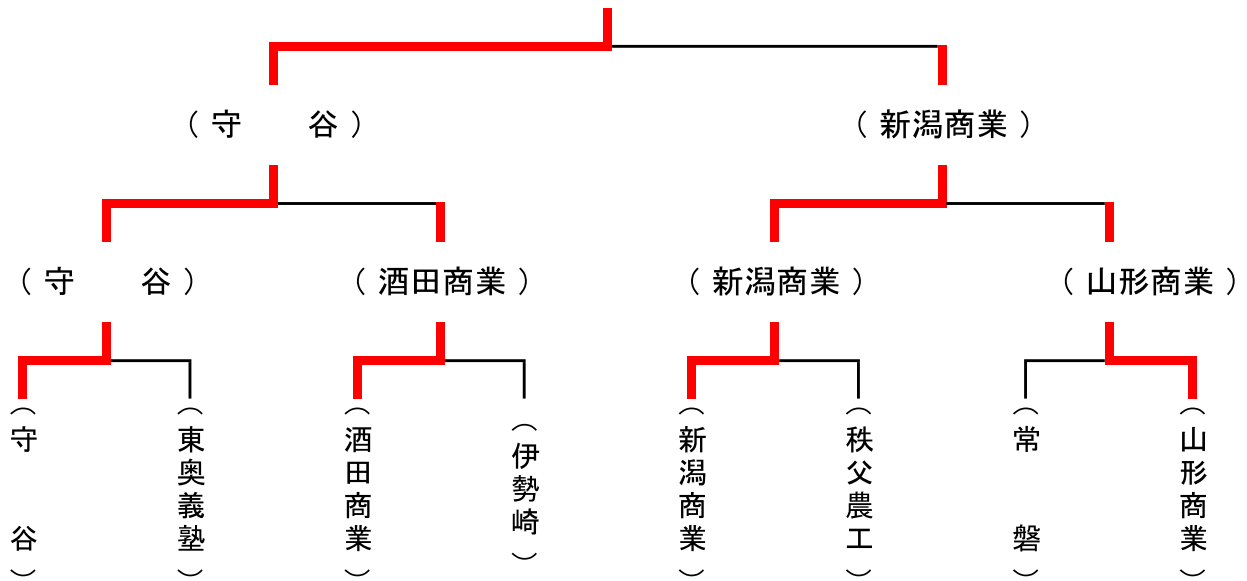 （守　　谷）
（新潟商業）
（守　　谷）
（酒田商業）
（新潟商業）
（山形商業）
（守　　谷）
（東奥義塾）
（酒田商業）
（伊勢崎）
（新潟商業）
（秩父農工）
（常　　磐）
（山形商業）